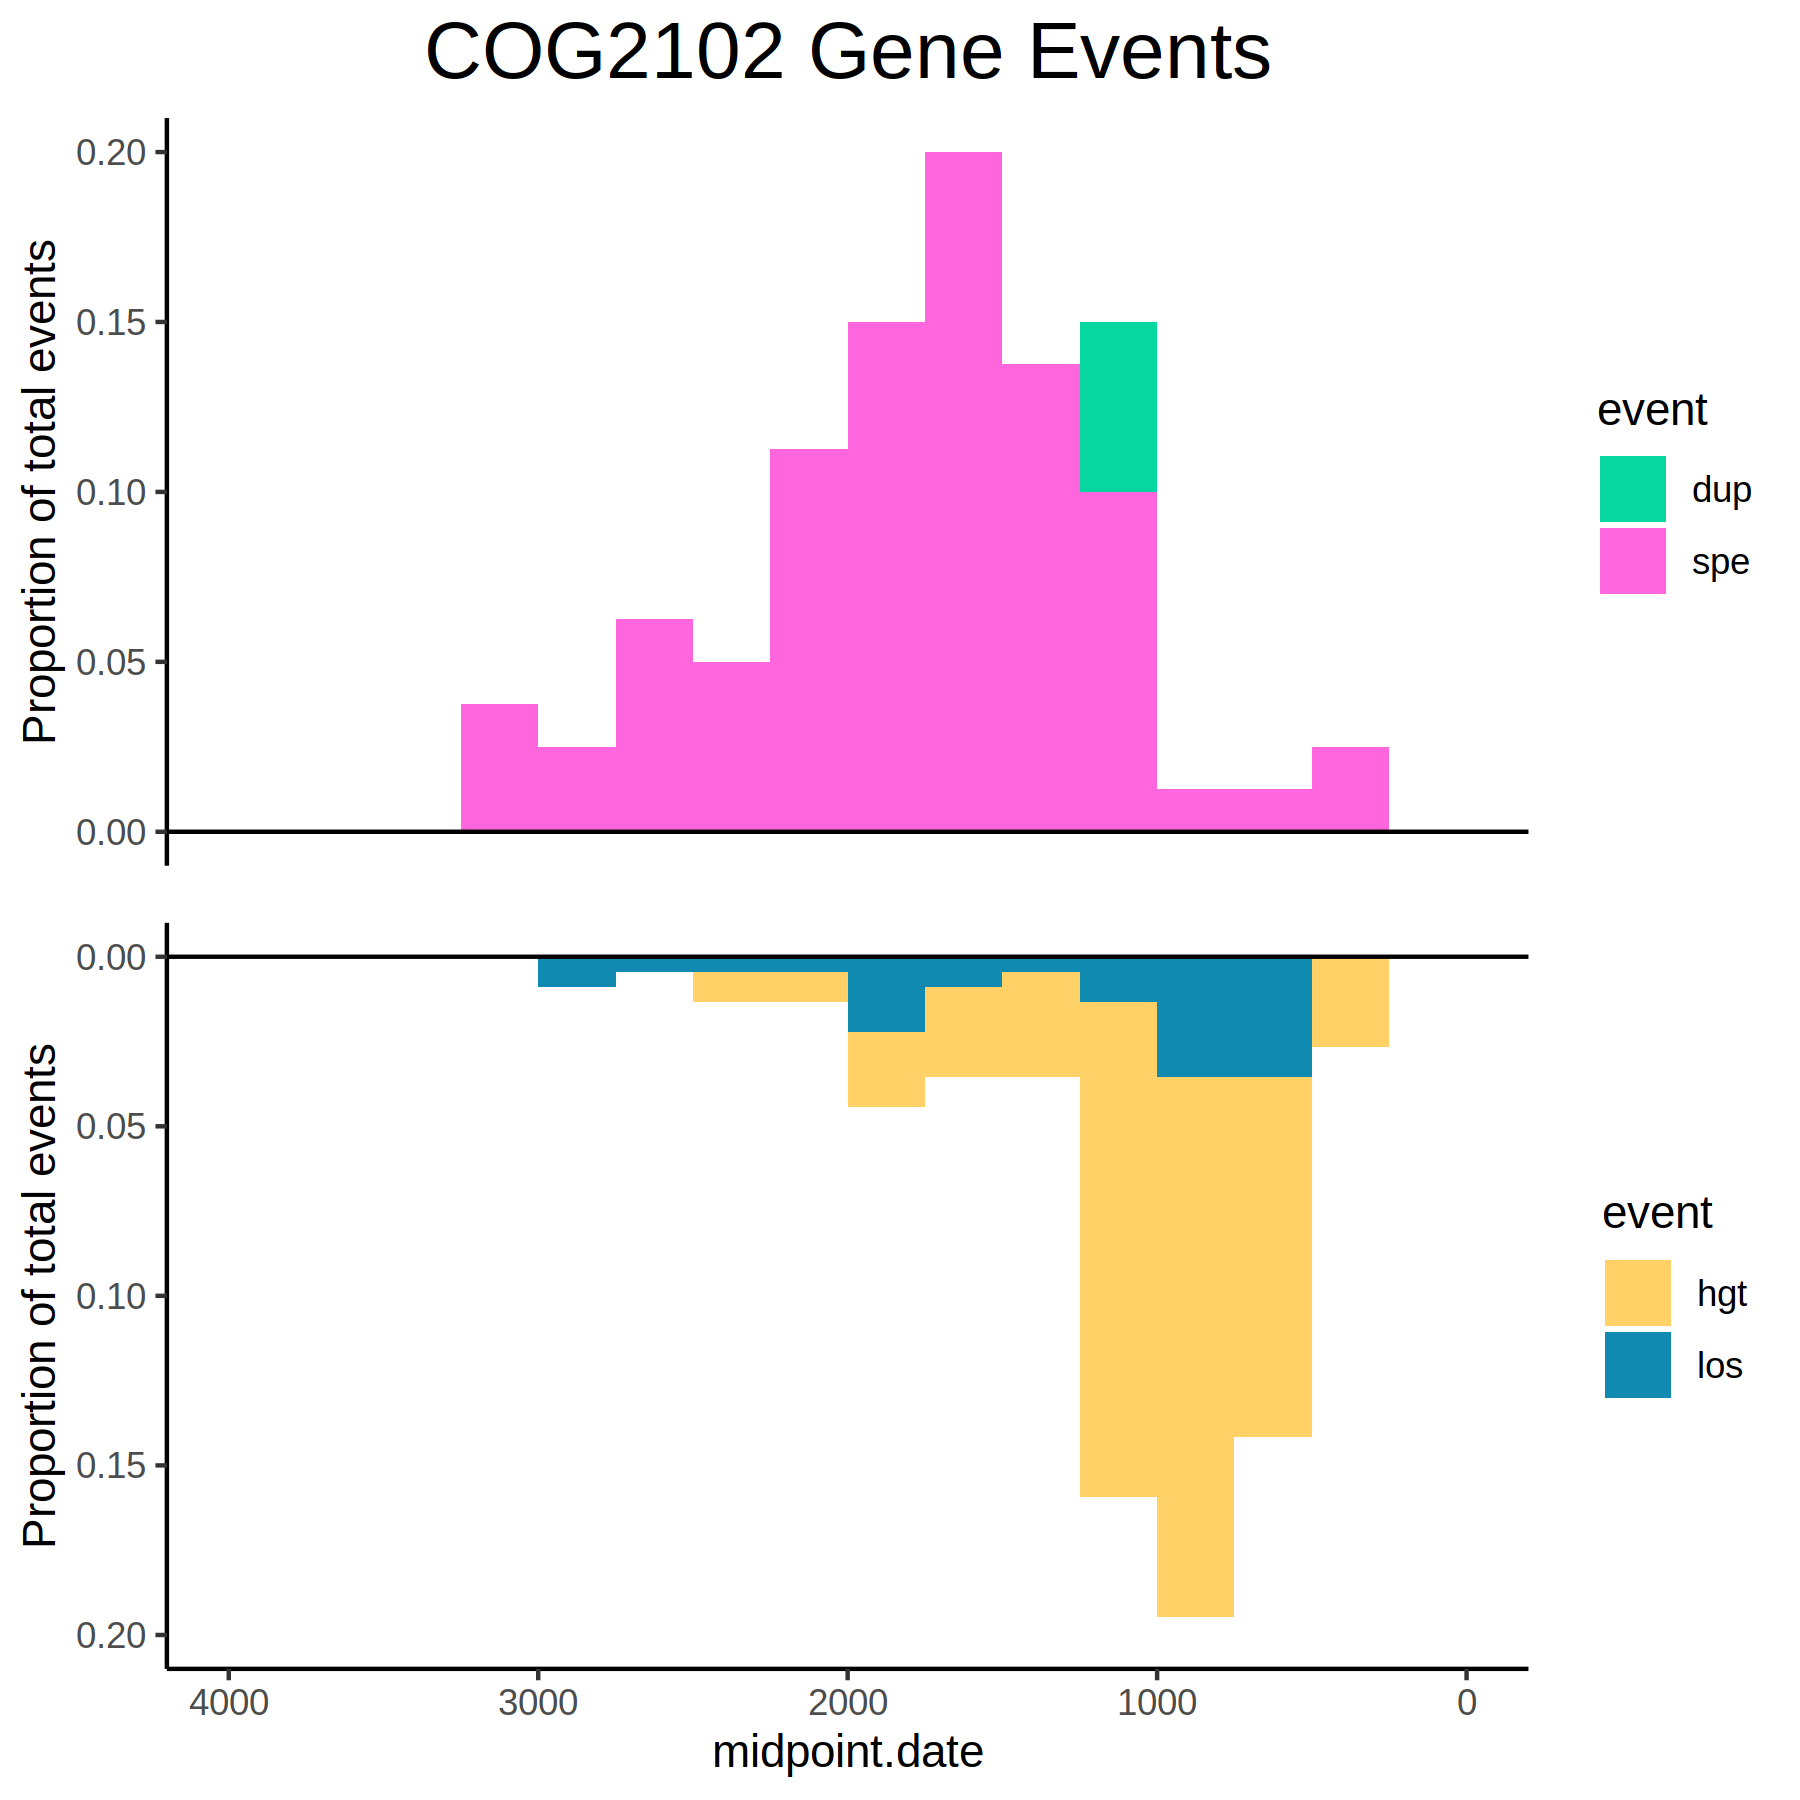 COG2102 Gene Events
Proportion of total events
0.20
0.15
0.10
0.05
0.00
event
dup
spe
Proportion of total events
0.00
0.05
0.10
0.15
0.20
event
hgt
los
4000 3000 2000 1000 0
midpoint.date